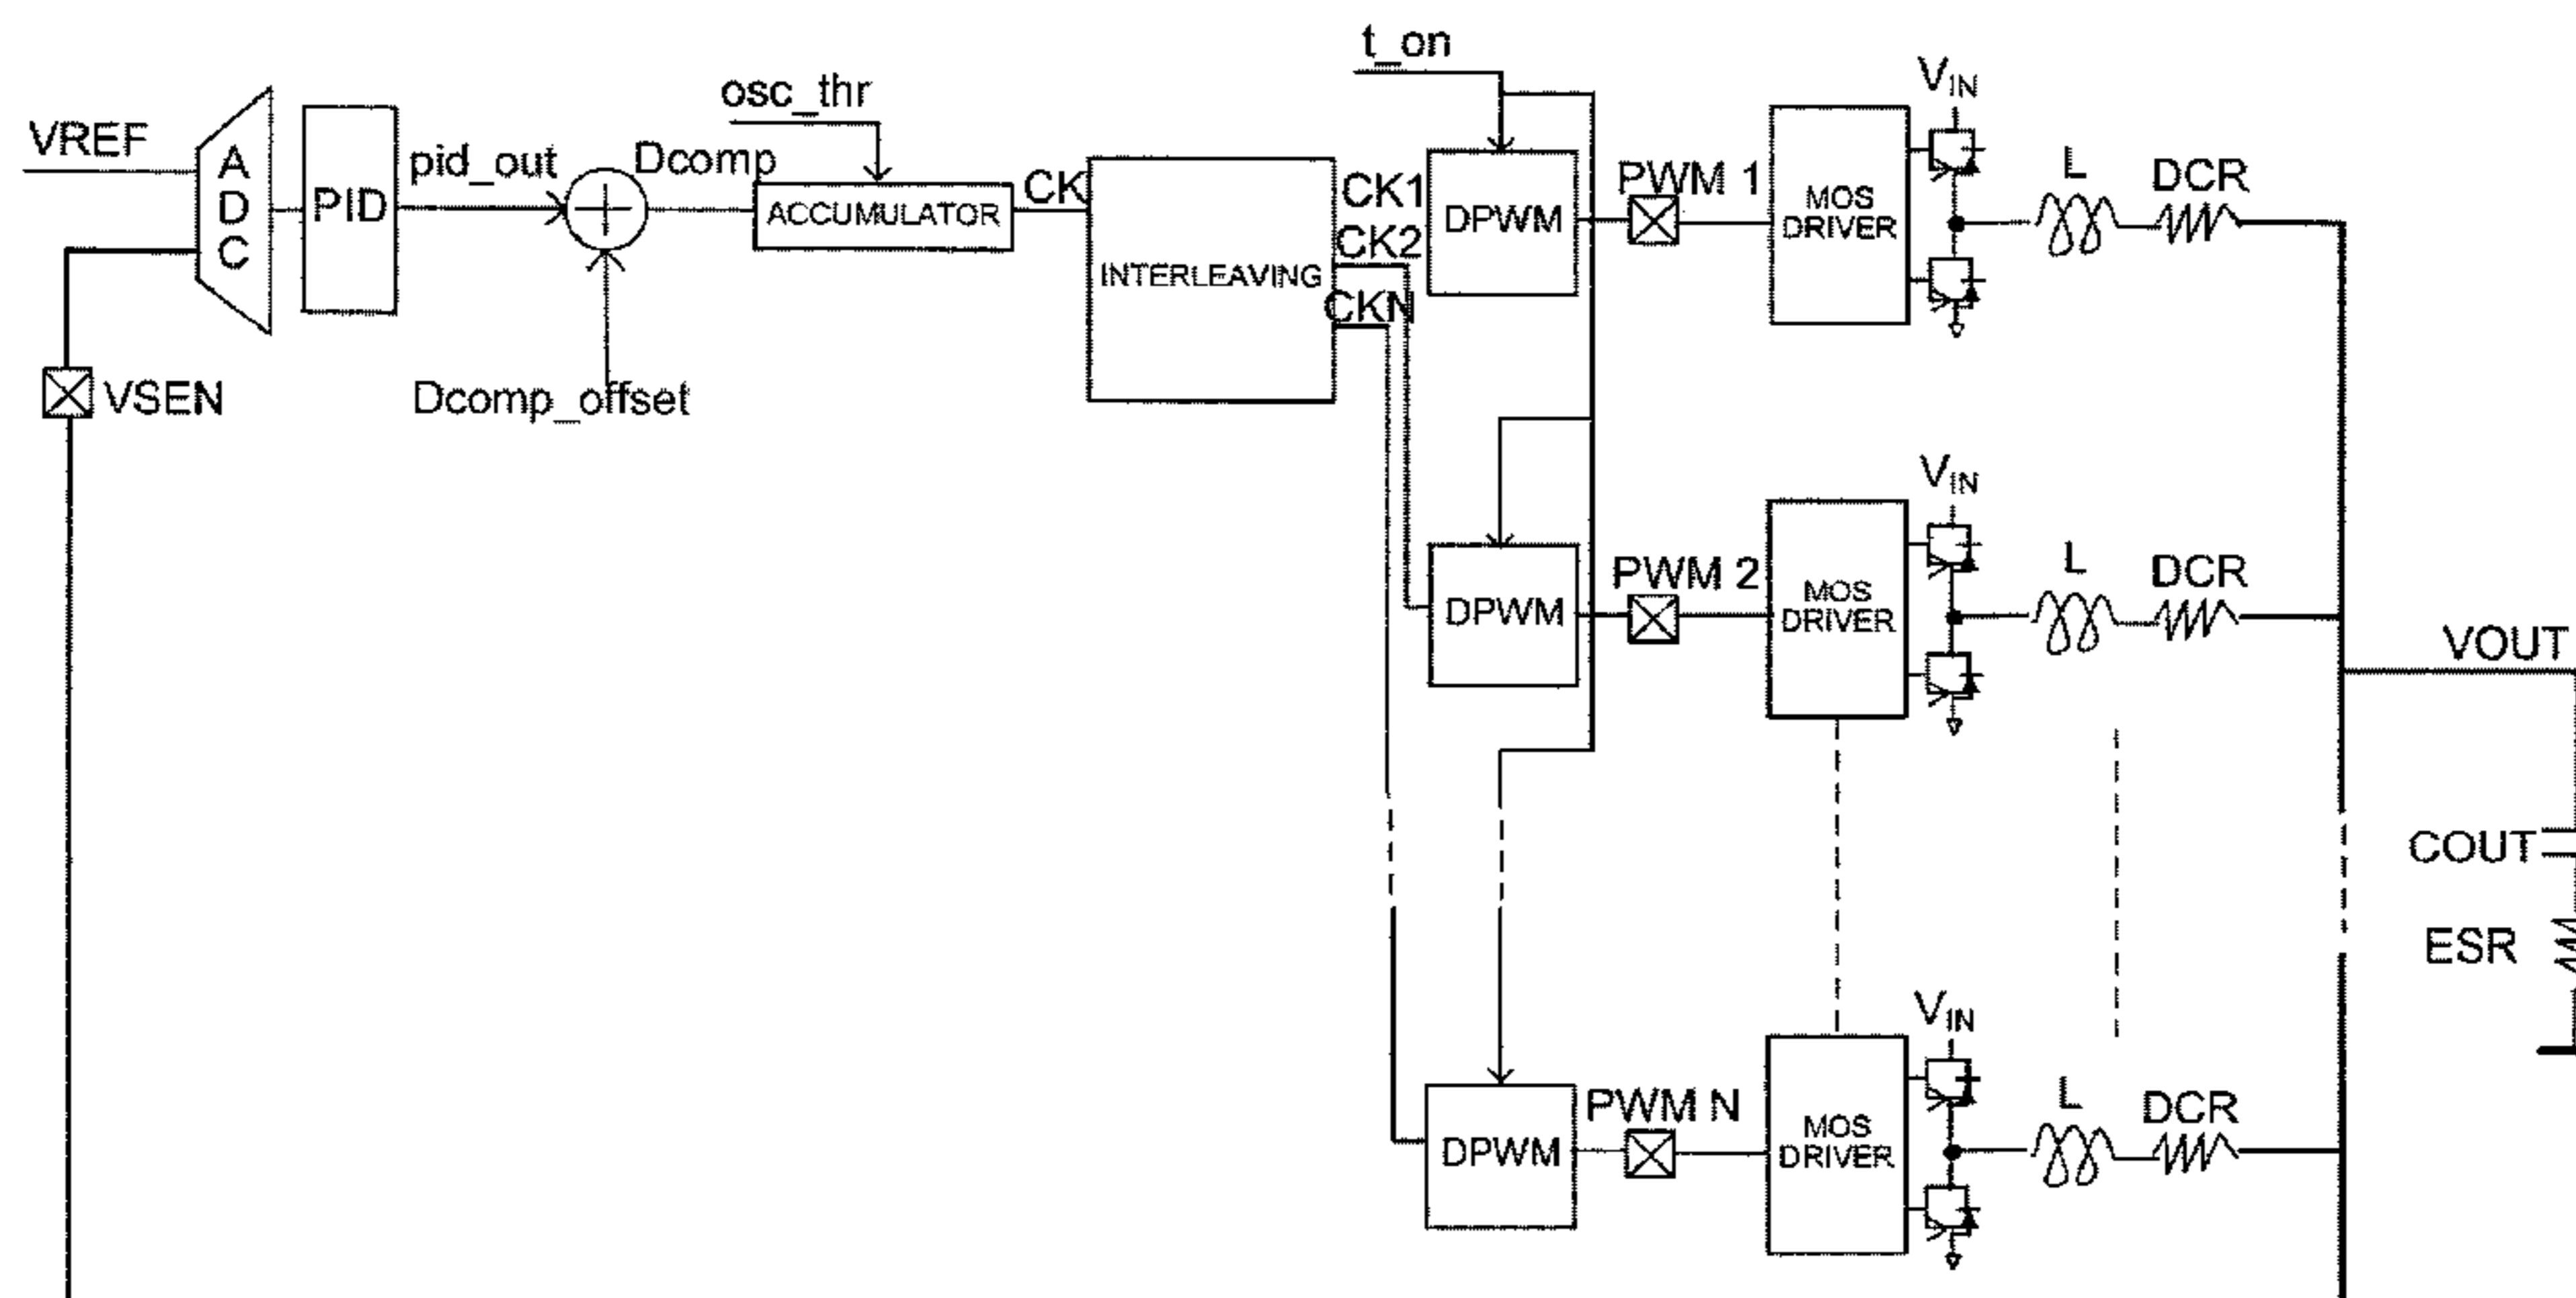 t_on
VREF
ADC
PID
pid_out
Dcomp
osc_thr
ACCUMULATOR
CK
INTERLEAVING
CK1
CK2
CKN
VSEN
Dcomp_offset
DPWM
PWM 1
MOS
DRIVER
VIN
L
DCR
DPWM
PWM 2
MOS
DRIVER
VIN
L
DCR
VOUT
COUT
ESR
DPWM
PWM N
MOS
DRIVER
VIN
L
DCR